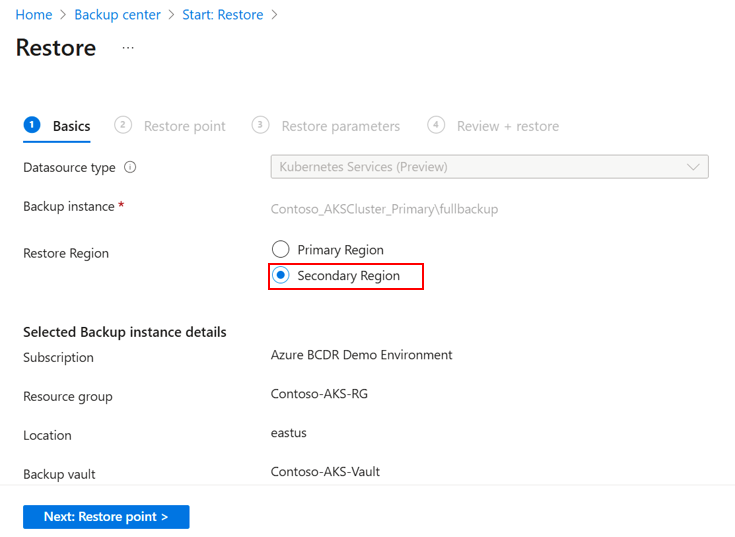 Home > Backup center > Start: Restore >
Restore ...
1 Basics 2 Restore point 3 Restore parameters 4 Review + restore
Datasource type Kubernetes Services (Preview)
Backup instance * Contoso_AKSCluster_Primary\fullbackup
Restore Region Primary Region
Secondary Region
Selected Backup instance details
Subscription Azure BCDR Demo Environment
Resource group Contoso-AKS-RG
Location eastus
Backup vault Contoso-AKS-Vault
Next: Restore point >